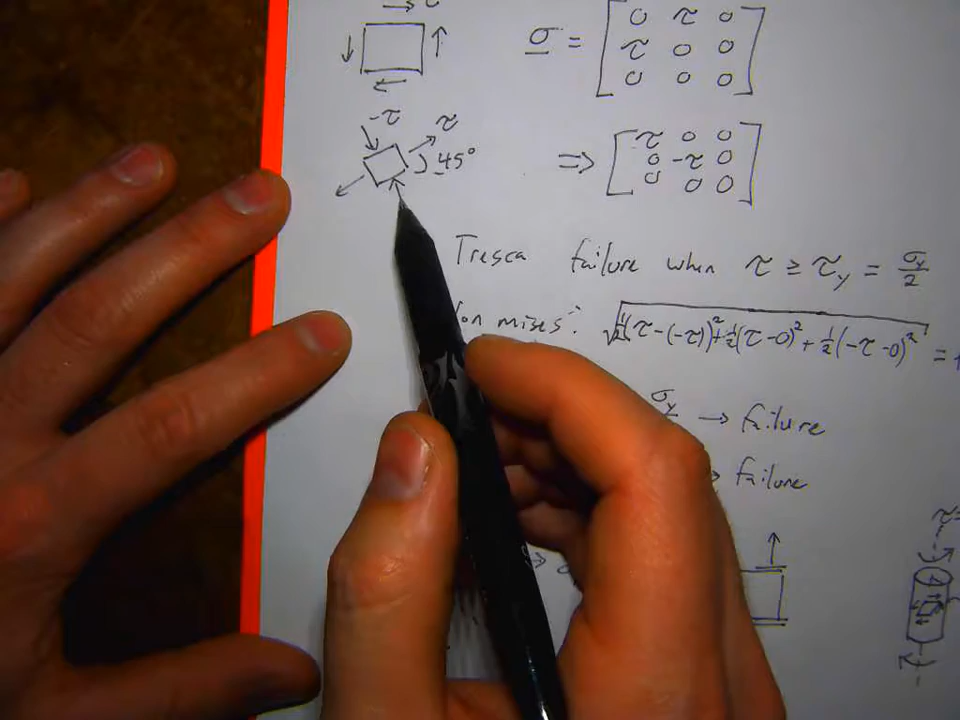 σ = [0 τ 0
τ 0 0
0 0 0]
-τ τ
45° ⇒ [τ 0 0
0 -τ 0
0 0 0]
Tresca failure when τ ≥ τy = σy/2
on mises: √(½(τ-(-τ))²+½(τ-0)²+½(-τ-0)²) =
σy → failure
failure
τ=